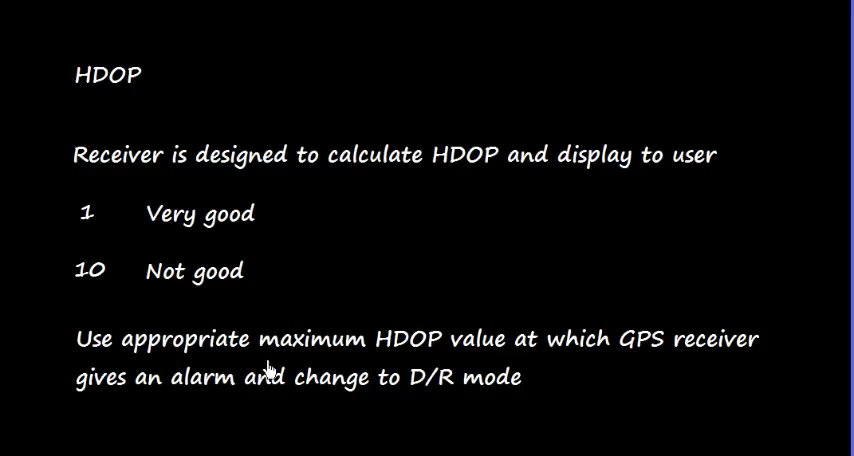 HDOP
Receiver is designed to calculate HDOP and display to user
1 Very good
10 Not good
Use appropriate maximum HDOP value at which GPS receiver
gives an alarm and change to D/R mode